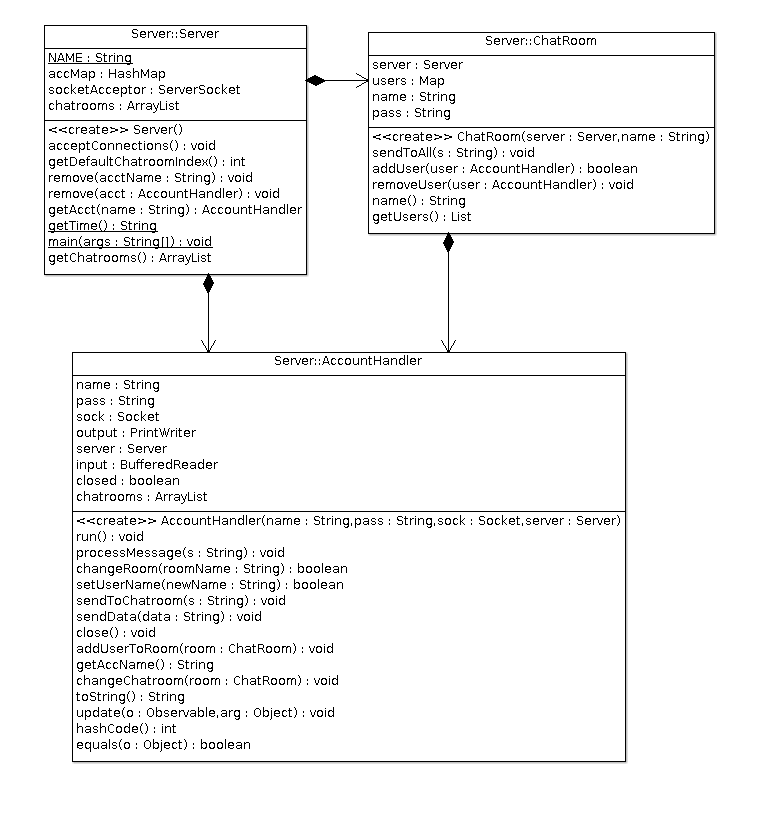 Server::Server
NAME : String
accMap : HashMap
socketAcceptor : ServerSocket
chatrooms : ArrayList
<<create>> Server()
acceptConnections() : void
getDefaultChatroomIndex() : int
remove(acctName : String) : void
remove(acct : AccountHandler) : void
getAcct(name : String) : AccountHandler
getTime() : String
main(args : String[]) : void
getChatrooms() : ArrayList
Server::ChatRoom
server : Server
users : Map
name : String
pass : String
<<create>> ChatRoom(server : Server,name : String)
sendToAll(s : String) : void
addUser(user : AccountHandler) : boolean
removeUser(user : AccountHandler) : void
name() : String
getUsers() : List
Server::AccountHandler
name : String
pass : String
sock : Socket
output : PrintWriter
server : Server
input : BufferedReader
closed : boolean
chatrooms : ArrayList
<<create>> AccountHandler(name : String,pass : String,sock : Socket,server : Server)
run() : void
processMessage(s : String) : void
changeRoom(roomName : String) : boolean
setUserName(newName : String) : boolean
sendToChatroom(s : String) : void
sendData(data : String) : void
close() : void
addUserToRoom(room : ChatRoom) : void
getAccName() : String
changeChatroom(room : ChatRoom) : void
toString() : String
update(o : Observable,arg : Object) : void
hashCode() : int
equals(o : Object) : boolean